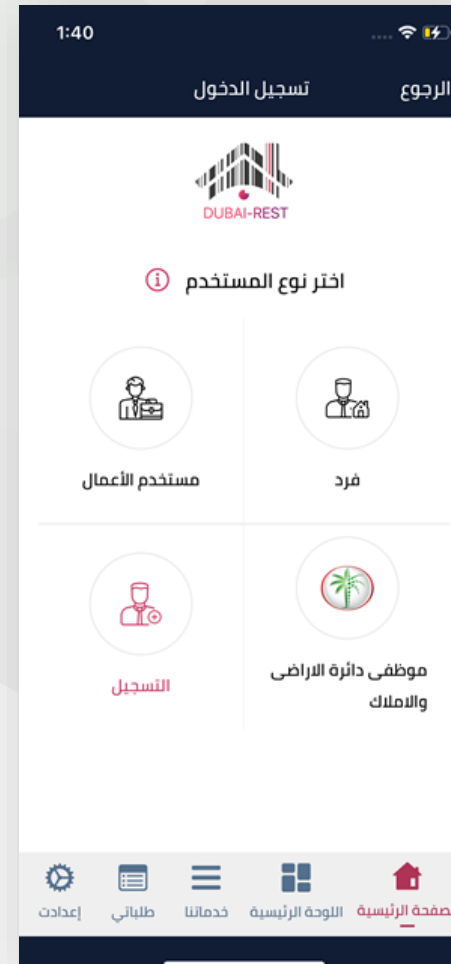 1:40
الرجوع
تسجيل الدخول
DUBAI-REST
اختر نوع المستخدم
فرد
مستخدم الأعمال
موظفى دائرة الاراضى
والاملاك
التسجيل
صفحة الرئيسية
اللوحة الرئيسية
خدماتنا
طلباتي
إعدادت